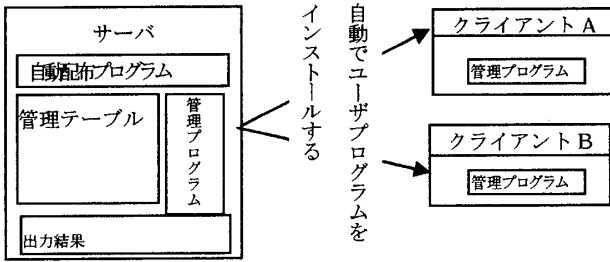 サーバ
自動配布プログラム
管理テーブル
管理プログラム
出力結果
自動でユーザプログラムを
インストールする
クライアントA
管理プログラム
クライアントB
管理プログラム